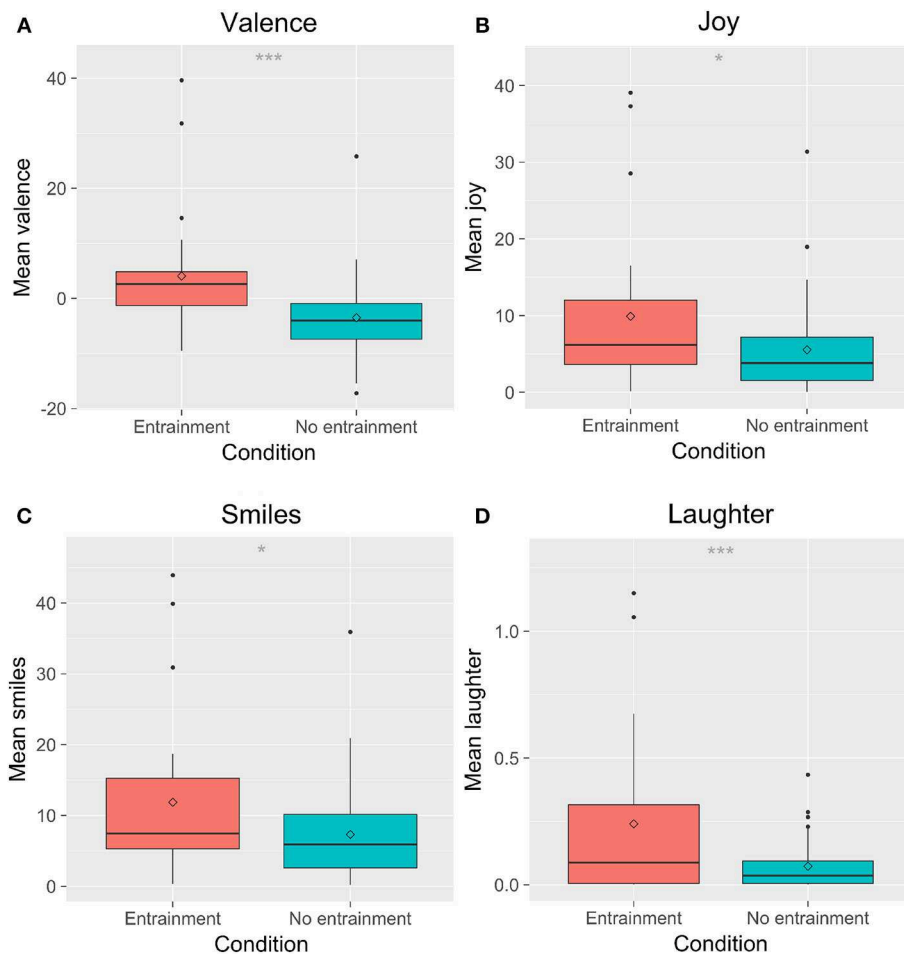 A Valence
***
Mean valence
40
20
0
-20
Entrainment No entrainment
Condition
B Joy
*
Mean joy
40
30
20
10
0
Entrainment No entrainment
Condition
C Smiles
*
Mean smiles
40
30
20
10
0
Entrainment No entrainment
Condition
D Laughter
***
Mean laughter
1.0
0.5
0.0
Entrainment No entrainment
Condition